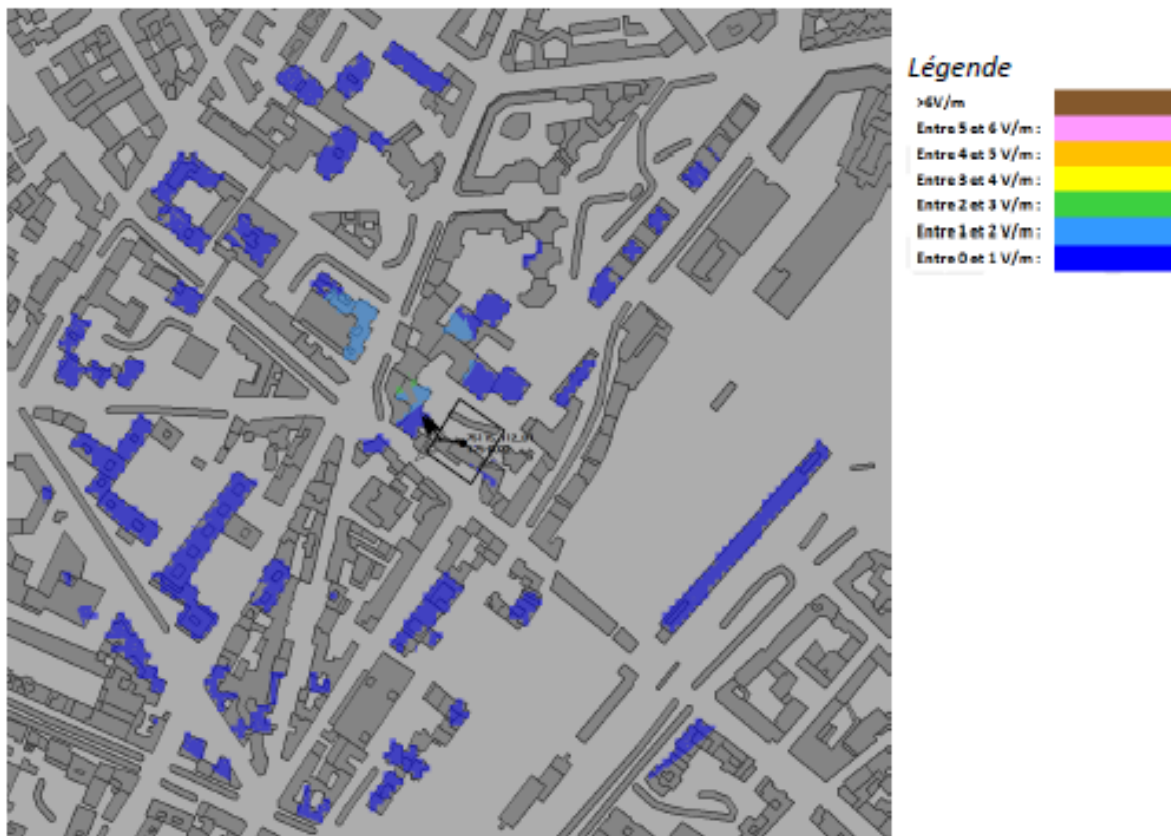 Légende
>6V/m
Entre 5 et 6 V/m :
Entre 4 et 5 V/m :
Entre 3 et 4 V/m :
Entre 2 et 3 V/m :
Entre 1 et 2 V/m :
Entre 0 et 1 V/m :